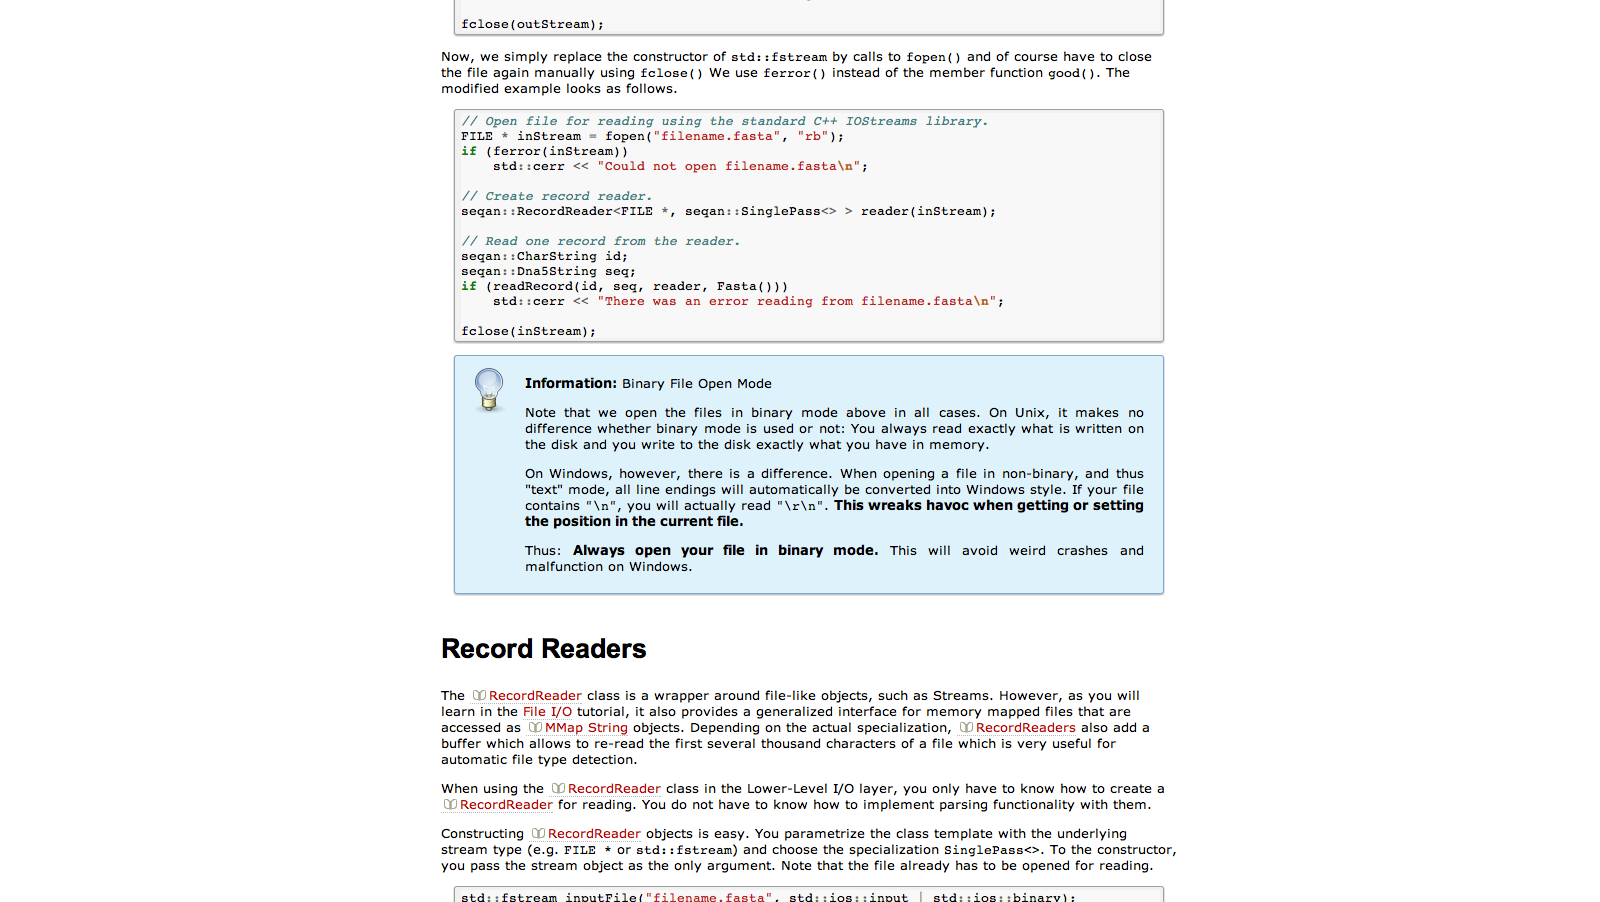 fclose(outStream);
Now, we simply replace the constructor of std::fstream by calls to fopen() and of course have to close
the file again manually using fclose() We use ferror() instead of the member function good(). The
modified example looks as follows.
// Open file for reading using the standard C++ IOStreams library.
FILE * inStream = fopen("filename.fasta", "rb");
if (ferror(inStream))
    std::cerr << "Could not open filename.fasta\n";
// Create record reader.
seqan::RecordReader<FILE *, seqan::SinglePass<> > reader(inStream);
// Read one record from the reader.
seqan::CharString id;
seqan::Dna5String seq;
if (readRecord(id, seq, reader, Fasta()))
    std::cerr << "There was an error reading from filename.fasta\n";
fclose(inStream);
Information: Binary File Open Mode
Note that we open the files in binary mode above in all cases. On Unix, it makes no
difference whether binary mode is used or not: You always read exactly what is written on
the disk and you write to the disk exactly what you have in memory.
On Windows, however, there is a difference. When opening a file in non-binary, and thus
"text" mode, all line endings will automatically be converted into Windows style. If your file
contains "\n", you will actually read "\r\n". This wreaks havoc when getting or setting
the position in the current file.
Thus: Always open your file in binary mode. This will avoid weird crashes and
malfunction on Windows.
Record Readers
The RecordReader class is a wrapper around file-like objects, such as Streams. However, as you will
learn in the File I/O tutorial, it also provides a generalized interface for memory mapped files that are
accessed as MMap String objects. Depending on the actual specialization, RecordReaders also add a
buffer which allows to re-read the first several thousand characters of a file which is very useful for
automatic file type detection.
When using the RecordReader class in the Lower-Level I/O layer, you only have to know how to create a
RecordReader for reading. You do not have to know how to implement parsing functionality with them.
Constructing RecordReader objects is easy. You parametrize the class template with the underlying
stream type (e.g. FILE * or std::fstream) and choose the specialization SinglePass<>. To the constructor,
you pass the stream object as the only argument. Note that the file already has to be opened for reading.
std::fstream inputFile("filename.fasta", std::ios::input | std::ios::binary);